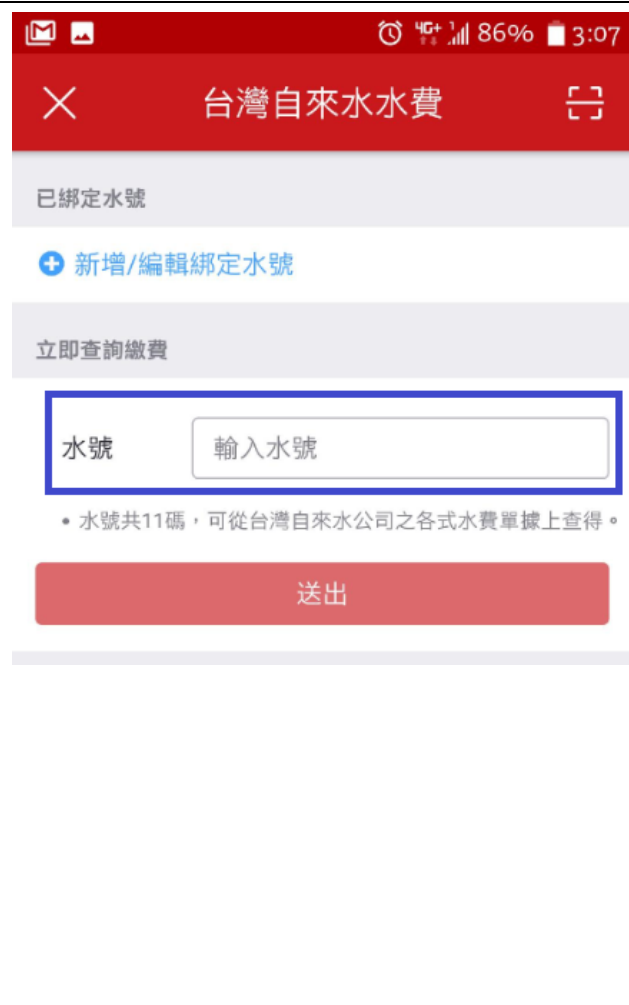 4G+ 86% 3:07
台灣自來水水費
已綁定水號
新增/編輯綁定水號
立即查詢繳費
水號 輸入水號
• 水號共11碼，可從台灣自來水公司之各式水費單據上查得。
送出